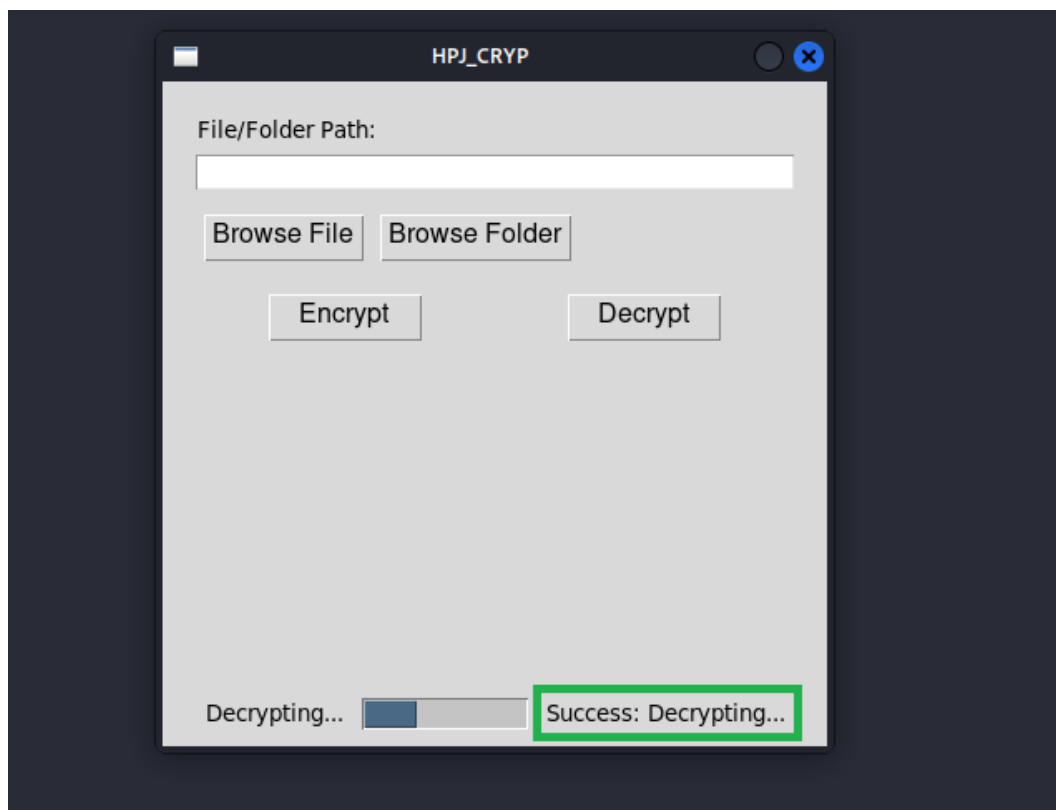 HPJ_CRYP
File/Folder Path:
Browse File Browse Folder
Encrypt Decrypt
Decrypting... Success: Decrypting...